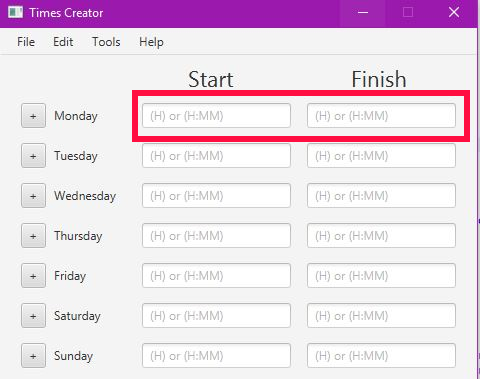 Times Creator
File Edit Tools Help
Start Finish
+ Monday (H) or (H:MM) (H) or (H:MM)
+ Tuesday (H) or (H:MM) (H) or (H:MM)
+ Wednesday (H) or (H:MM) (H) or (H:MM)
+ Thursday (H) or (H:MM) (H) or (H:MM)
+ Friday (H) or (H:MM) (H) or (H:MM)
+ Saturday (H) or (H:MM) (H) or (H:MM)
+ Sunday (H) or (H:MM) (H) or (H:MM)